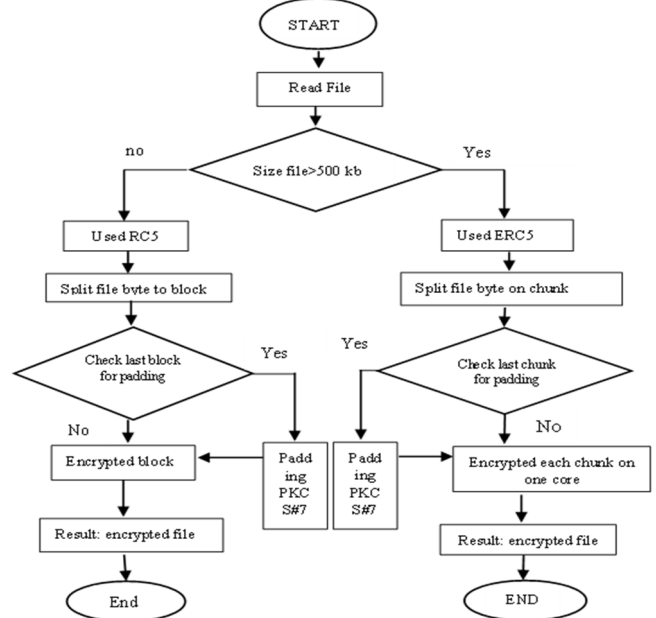 START
Read File
no
Size file>500 kb
Yes
Used RC5
Used ERC5
Split file byte to block
Split file byte on chunk
Check last block
for padding
Yes
Yes
Check last chunk
for padding
No
No
Encrypted block
Padd
ing
PKC
S#7
Padd
ing
PKC
S#7
Encrypted each chunk on
one core
Result: encrypted file
Result: encrypted file
End
END